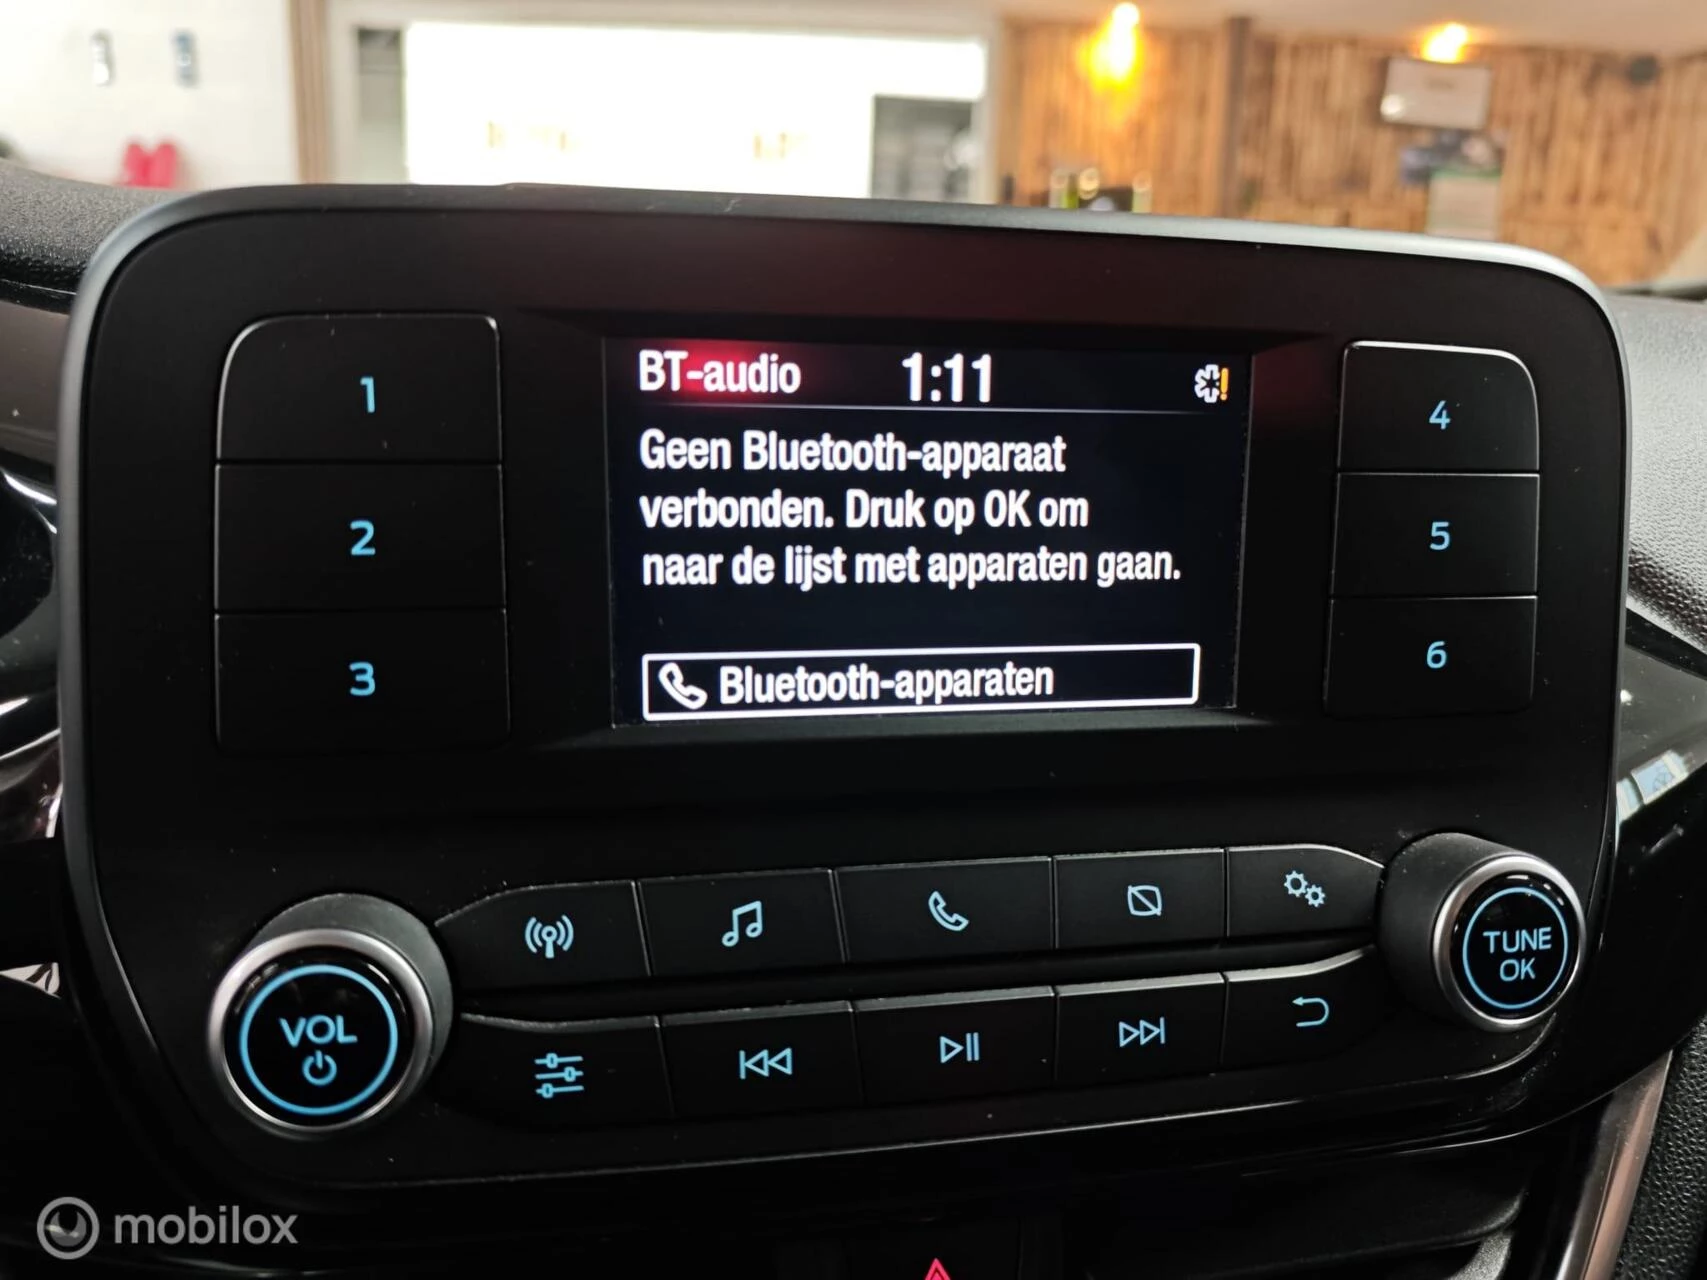 BT-audio 1:11
Geen Bluetooth-apparaat
verbonden. Druk op OK om
naar de lijst met apparaten gaan.
Bluetooth-apparaten
1
2
3
4
5
6
VOL
TUNE
OK
mobilox